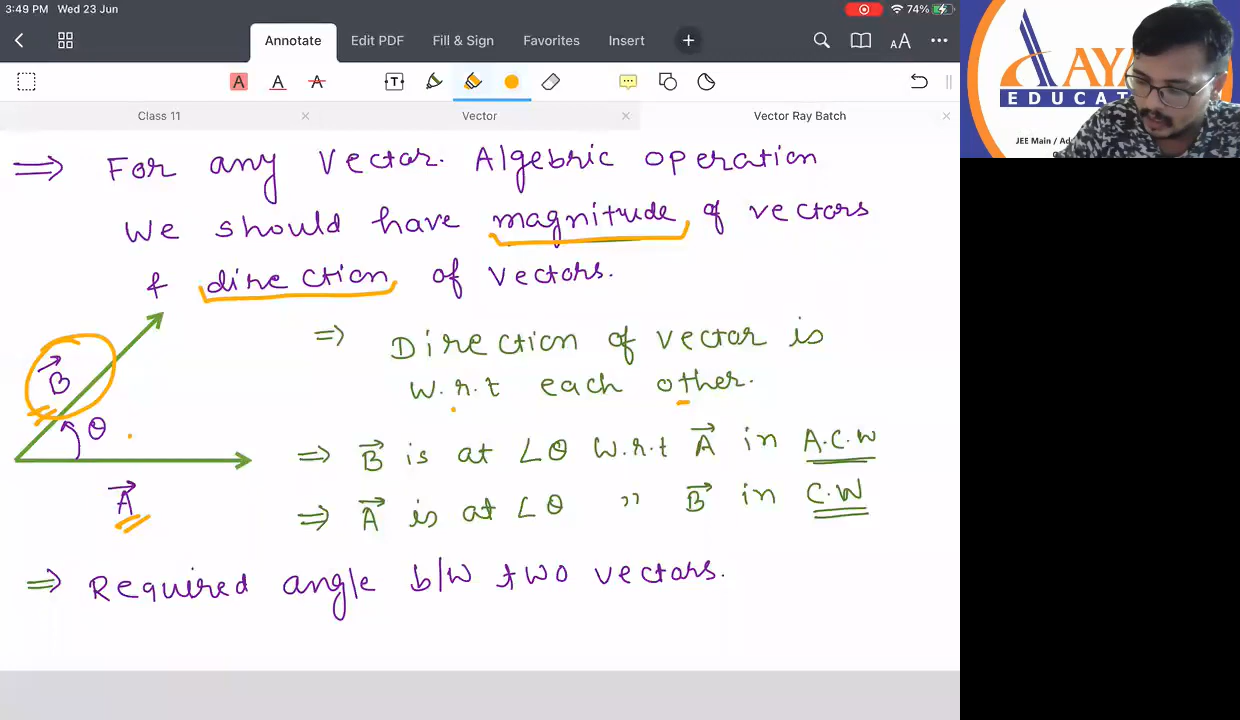 3:49 PM Wed 23 Jun
74%
Annotate Edit PDF Fill & Sign Favorites Insert
Class 11
Vector
Vector Ray Batch
AYA
EDUCAT
JEE Main / Ad
⇒ For any Vector. Algebric operation
We should have magnitude of vectors
& direction of vectors.
⇒ Direction of vector is
w.r.t each other.
B⃗
θ
A⃗
⇒ B⃗ is at ∠θ W.r.t A⃗ in A.C.W
⇒ A⃗ is at ∠θ " B⃗ in C.W
⇒ Required angle b/w two vectors.